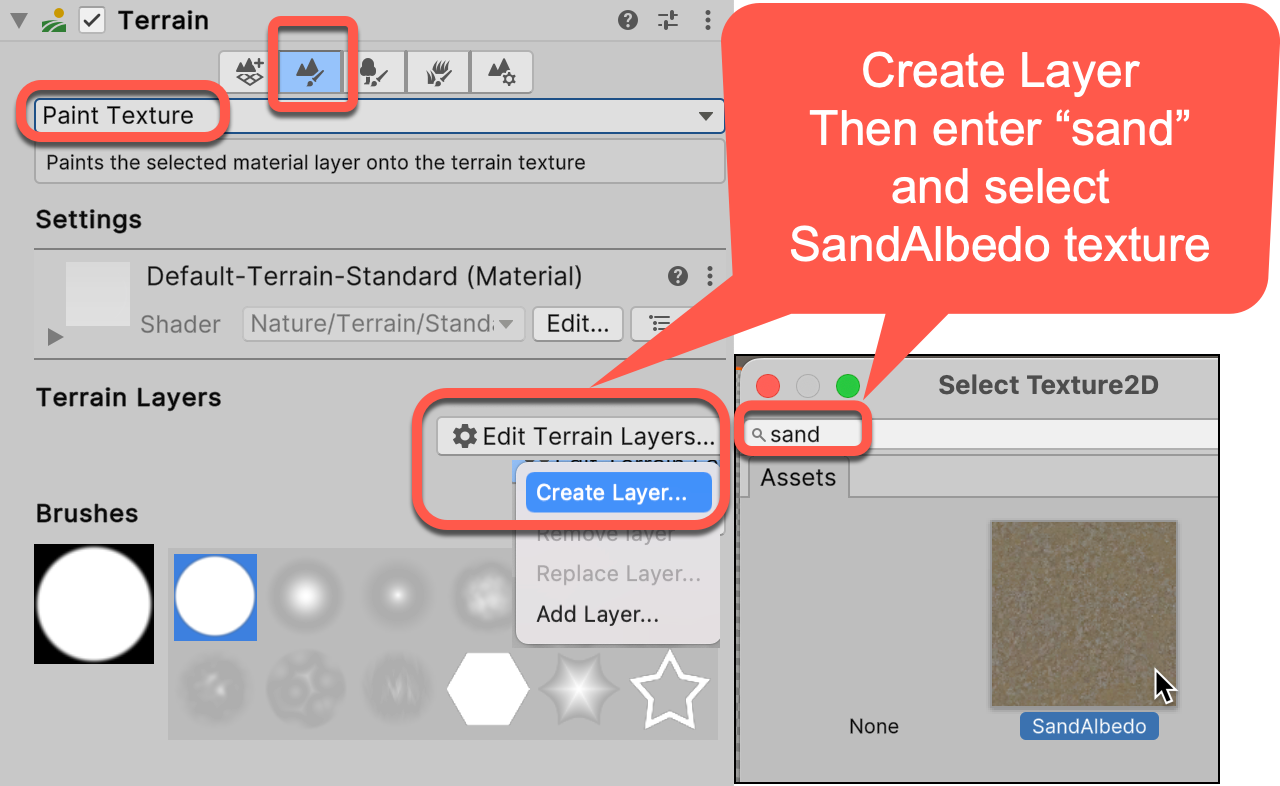 Terrain
Paint Texture
Paints the selected material layer onto the terrain texture
Settings
Default-Terrain-Standard (Material)
Shader
Nature/Terrain/Standa
Edit...
Terrain Layers
Edit Terrain Layers...
Create Layer...
Remove layer
Replace Layer...
Add Layer...
Brushes
Create Layer
Then enter “sand”
and select
SandAlbedo texture
Select Texture2D
sand
Assets
None
SandAlbedo